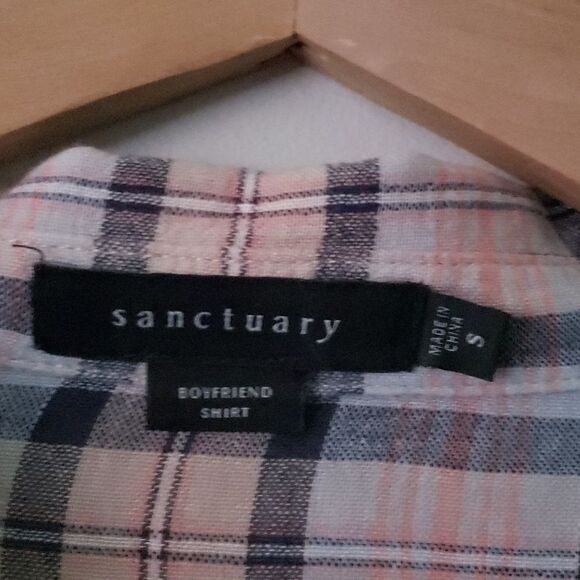 sanctuary
BOYFRIEND
SHIRT
MADE IN
CHINA
S